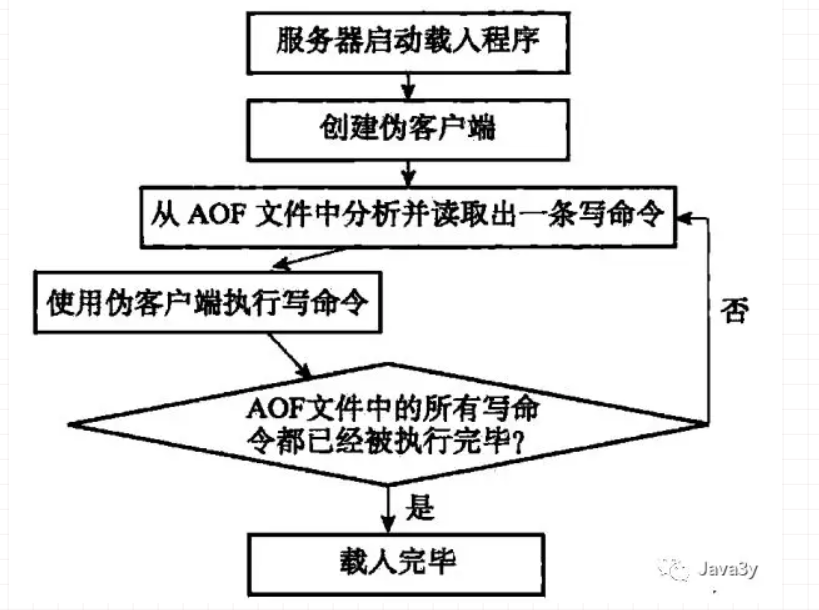 服务器启动载入程序
创建伪客户端
从 AOF 文件中分析并读取出一条写命令
使用伪客户端执行写命令
否
AOF文件中的所有写命
令都已经被执行完毕?
是
载人完毕
Java3y